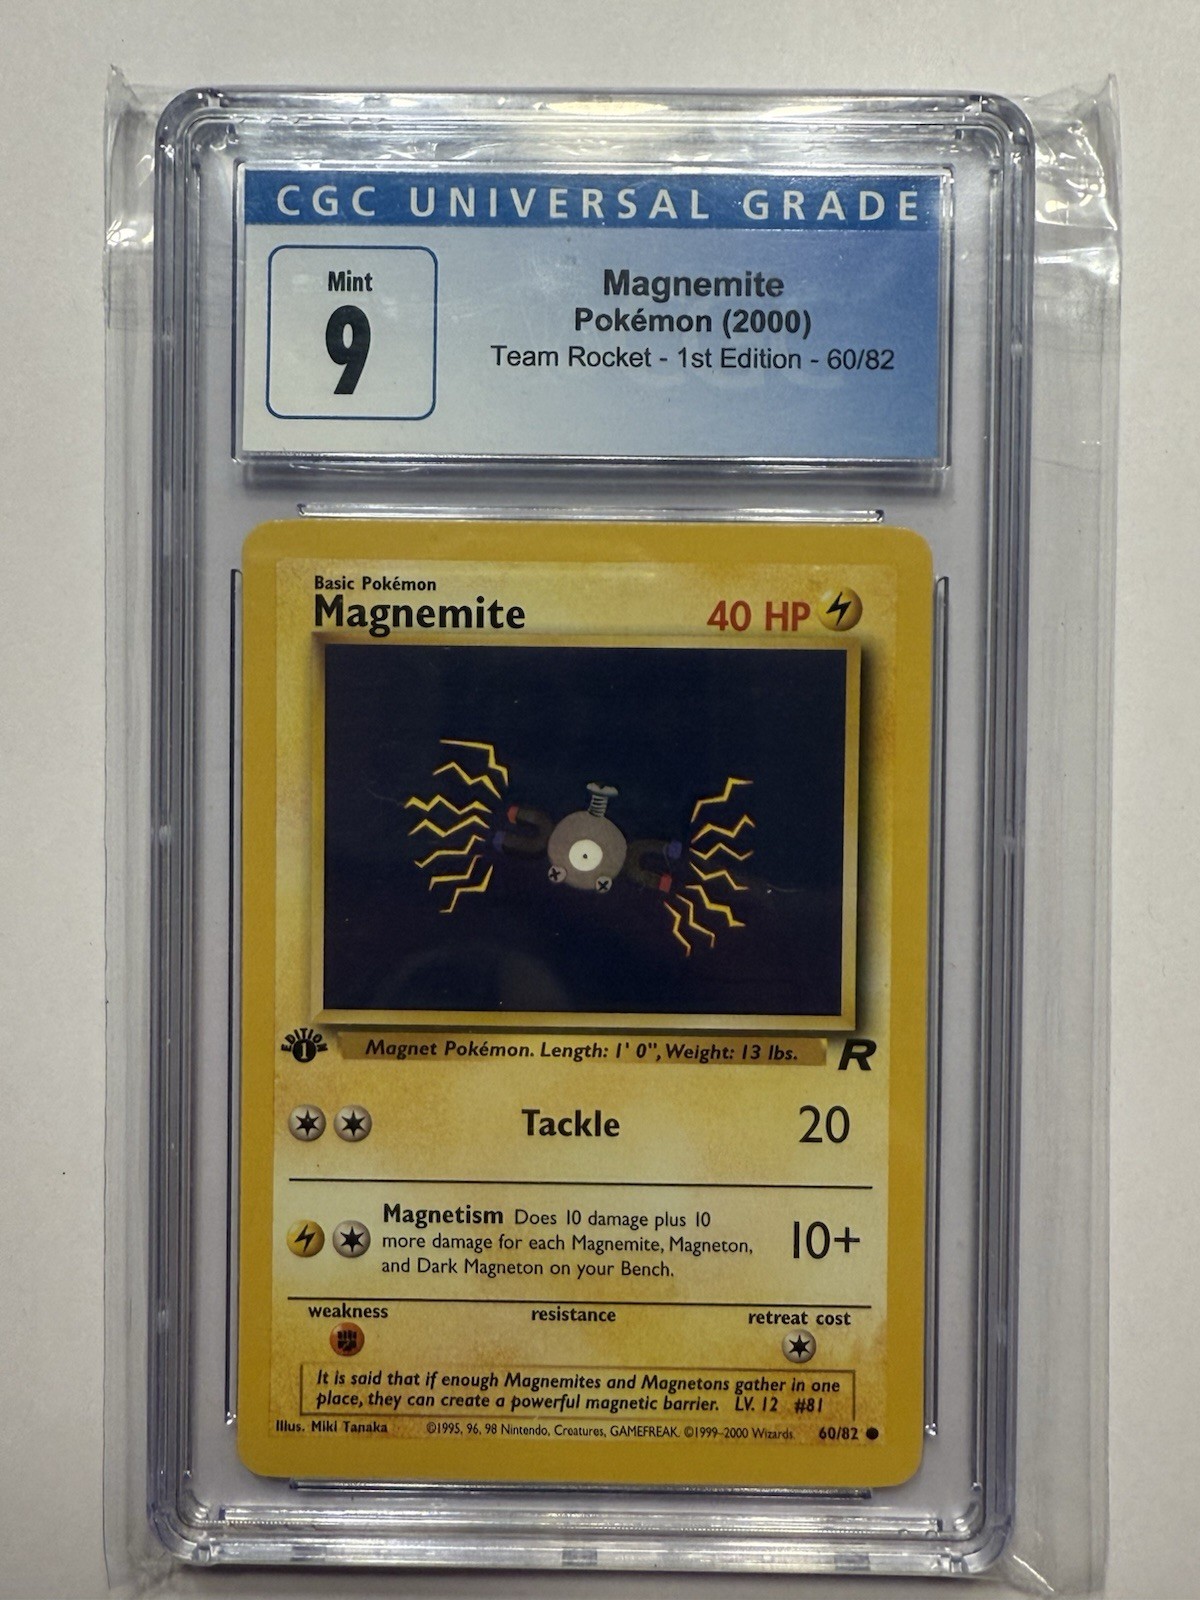 CGC UNIVERSAL GRADE
Mint
9
Magnemite
Pokémon (2000)
Team Rocket - 1st Edition - 60/82
Basic Pokémon
Magnemite 40 HP
EDITION
1
Magnet Pokémon. Length: 1' 0", Weight: 13 lbs.
R
Tackle 20
Magnetism Does 10 damage plus 10
more damage for each Magnemite, Magneton,
and Dark Magneton on your Bench.
10+
weakness resistance retreat cost
It is said that if enough Magnemites and Magnetons gather in one
place, they can create a powerful magnetic barrier. LV. 12 #81
Illus. Miki Tanaka ©1995, 96, 98 Nintendo, Creatures, GAMEFREAK. ©1999-2000 Wizards. 60/82